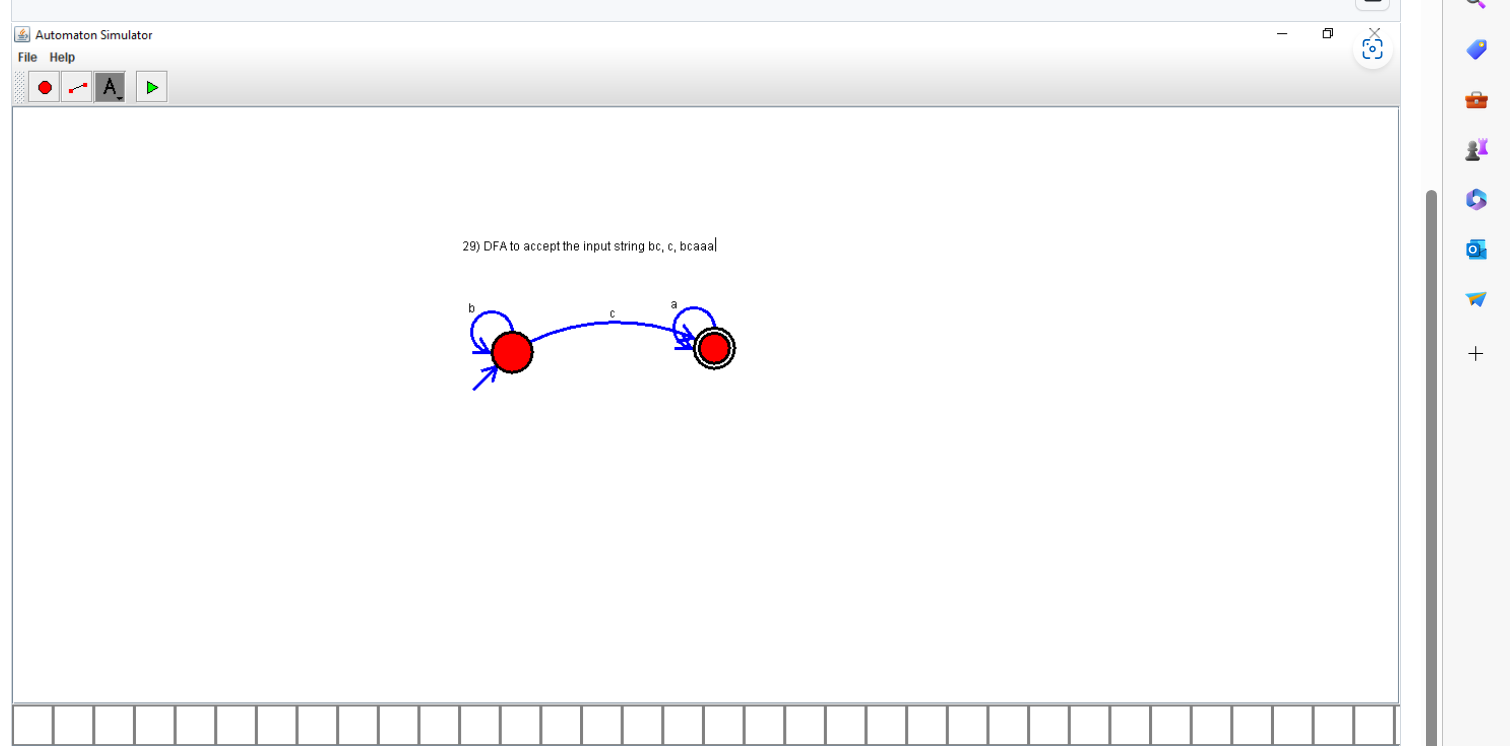 Automaton Simulator
File Help
A
29) DFA to accept the input string bc, c, bcaaa
b
c
a